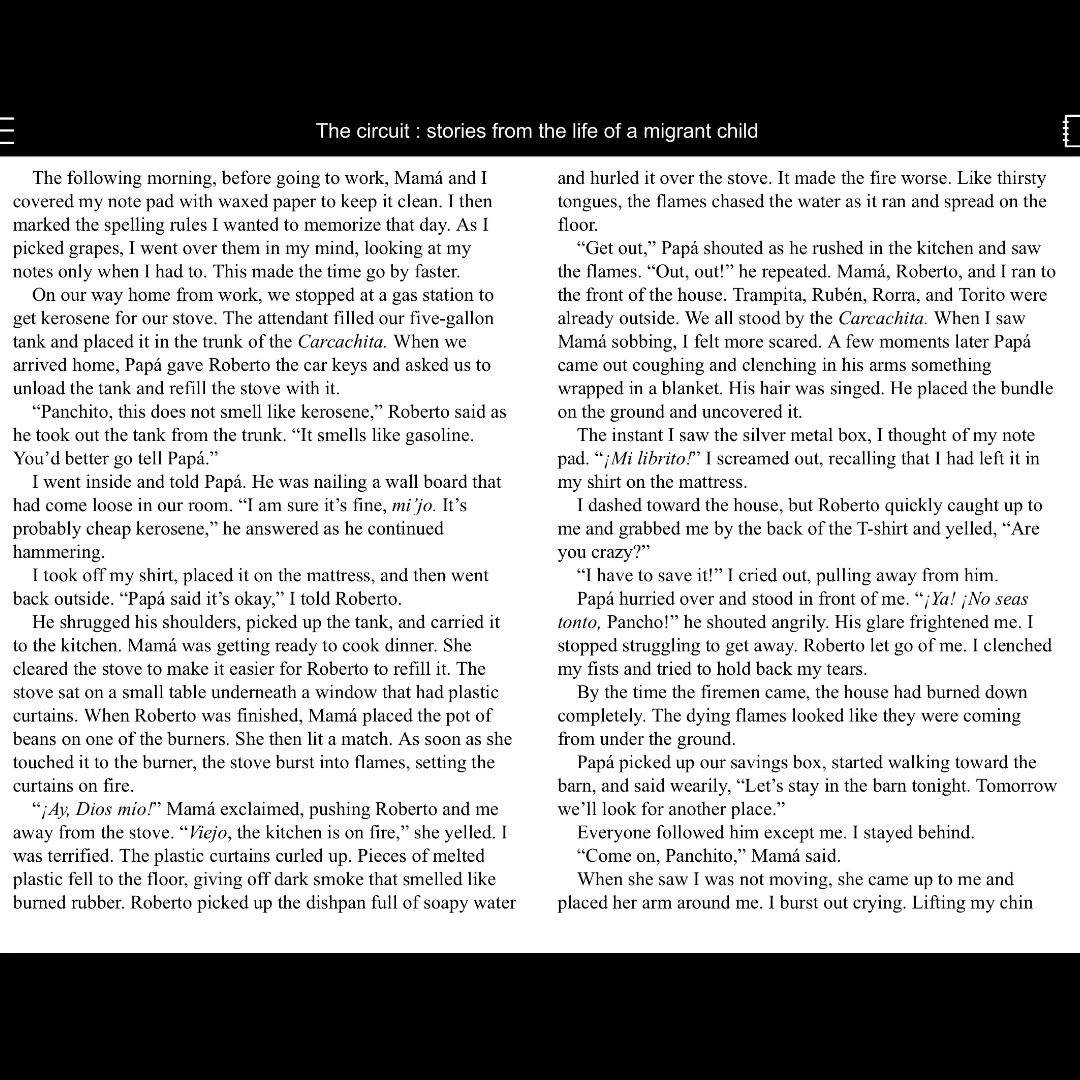 The circuit : stories from the life of a migrant child
The following morning, before going to work, Mamá and I
covered my note pad with waxed paper to keep it clean. I then
marked the spelling rules I wanted to memorize that day. As I
picked grapes, I went over them in my mind, looking at my
notes only when I had to. This made the time go by faster.
On our way home from work, we stopped at a gas station to
get kerosene for our stove. The attendant filled our five-gallon
tank and placed it in the trunk of the Carcachita. When we
arrived home, Papá gave Roberto the car keys and asked us to
unload the tank and refill the stove with it.
“Panchito, this does not smell like kerosene,” Roberto said as
he took out the tank from the trunk. “It smells like gasoline.
You’d better go tell Papá.”
I went inside and told Papá. He was nailing a wall board that
had come loose in our room. “I am sure it’s fine, mi’jo. It’s
probably cheap kerosene,” he answered as he continued
hammering.
I took off my shirt, placed it on the mattress, and then went
back outside. “Papá said it’s okay,” I told Roberto.
He shrugged his shoulders, picked up the tank, and carried it
to the kitchen. Mamá was getting ready to cook dinner. She
cleared the stove to make it easier for Roberto to refill it. The
stove sat on a small table underneath a window that had plastic
curtains. When Roberto was finished, Mamá placed the pot of
beans on one of the burners. She then lit a match. As soon as she
touched it to the burner, the stove burst into flames, setting the
curtains on fire.
“¡Ay, Dios mío!” Mamá exclaimed, pushing Roberto and me
away from the stove. “Viejo, the kitchen is on fire,” she yelled. I
was terrified. The plastic curtains curled up. Pieces of melted
plastic fell to the floor, giving off dark smoke that smelled like
burned rubber. Roberto picked up the dishpan full of soapy water
and hurled it over the stove. It made the fire worse. Like thirsty
tongues, the flames chased the water as it ran and spread on the
floor.
“Get out,” Papá shouted as he rushed in the kitchen and saw
the flames. “Out, out!” he repeated. Mamá, Roberto, and I ran to
the front of the house. Trampita, Rubén, Rorra, and Torito were
already outside. We all stood by the Carcachita. When I saw
Mamá sobbing, I felt more scared. A few moments later Papá
came out coughing and clenching in his arms something
wrapped in a blanket. His hair was singed. He placed the bundle
on the ground and uncovered it.
The instant I saw the silver metal box, I thought of my note
pad. “¡Mi librito!” I screamed out, recalling that I had left it in
my shirt on the mattress.
I dashed toward the house, but Roberto quickly caught up to
me and grabbed me by the back of the T-shirt and yelled, “Are
you crazy?”
“I have to save it!” I cried out, pulling away from him.
Papá hurried over and stood in front of me. “¡Ya! ¡No seas
tonto, Pancho!” he shouted angrily. His glare frightened me. I
stopped struggling to get away. Roberto let go of me. I clenched
my fists and tried to hold back my tears.
By the time the firemen came, the house had burned down
completely. The dying flames looked like they were coming
from under the ground.
Papá picked up our savings box, started walking toward the
barn, and said wearily, “Let’s stay in the barn tonight. Tomorrow
we’ll look for another place.”
Everyone followed him except me. I stayed behind.
“Come on, Panchito,” Mamá said.
When she saw I was not moving, she came up to me and
placed her arm around me. I burst out crying. Lifting my chin